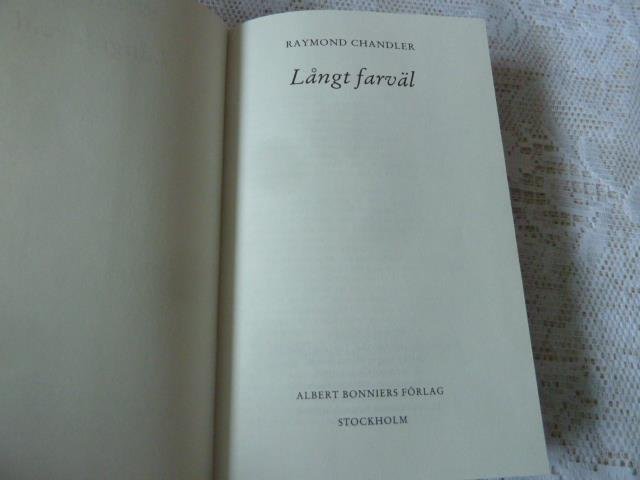 RAYMOND CHANDLER
Långt farväl
ALBERT BONNIERS FÖRLAG
STOCKHOLM